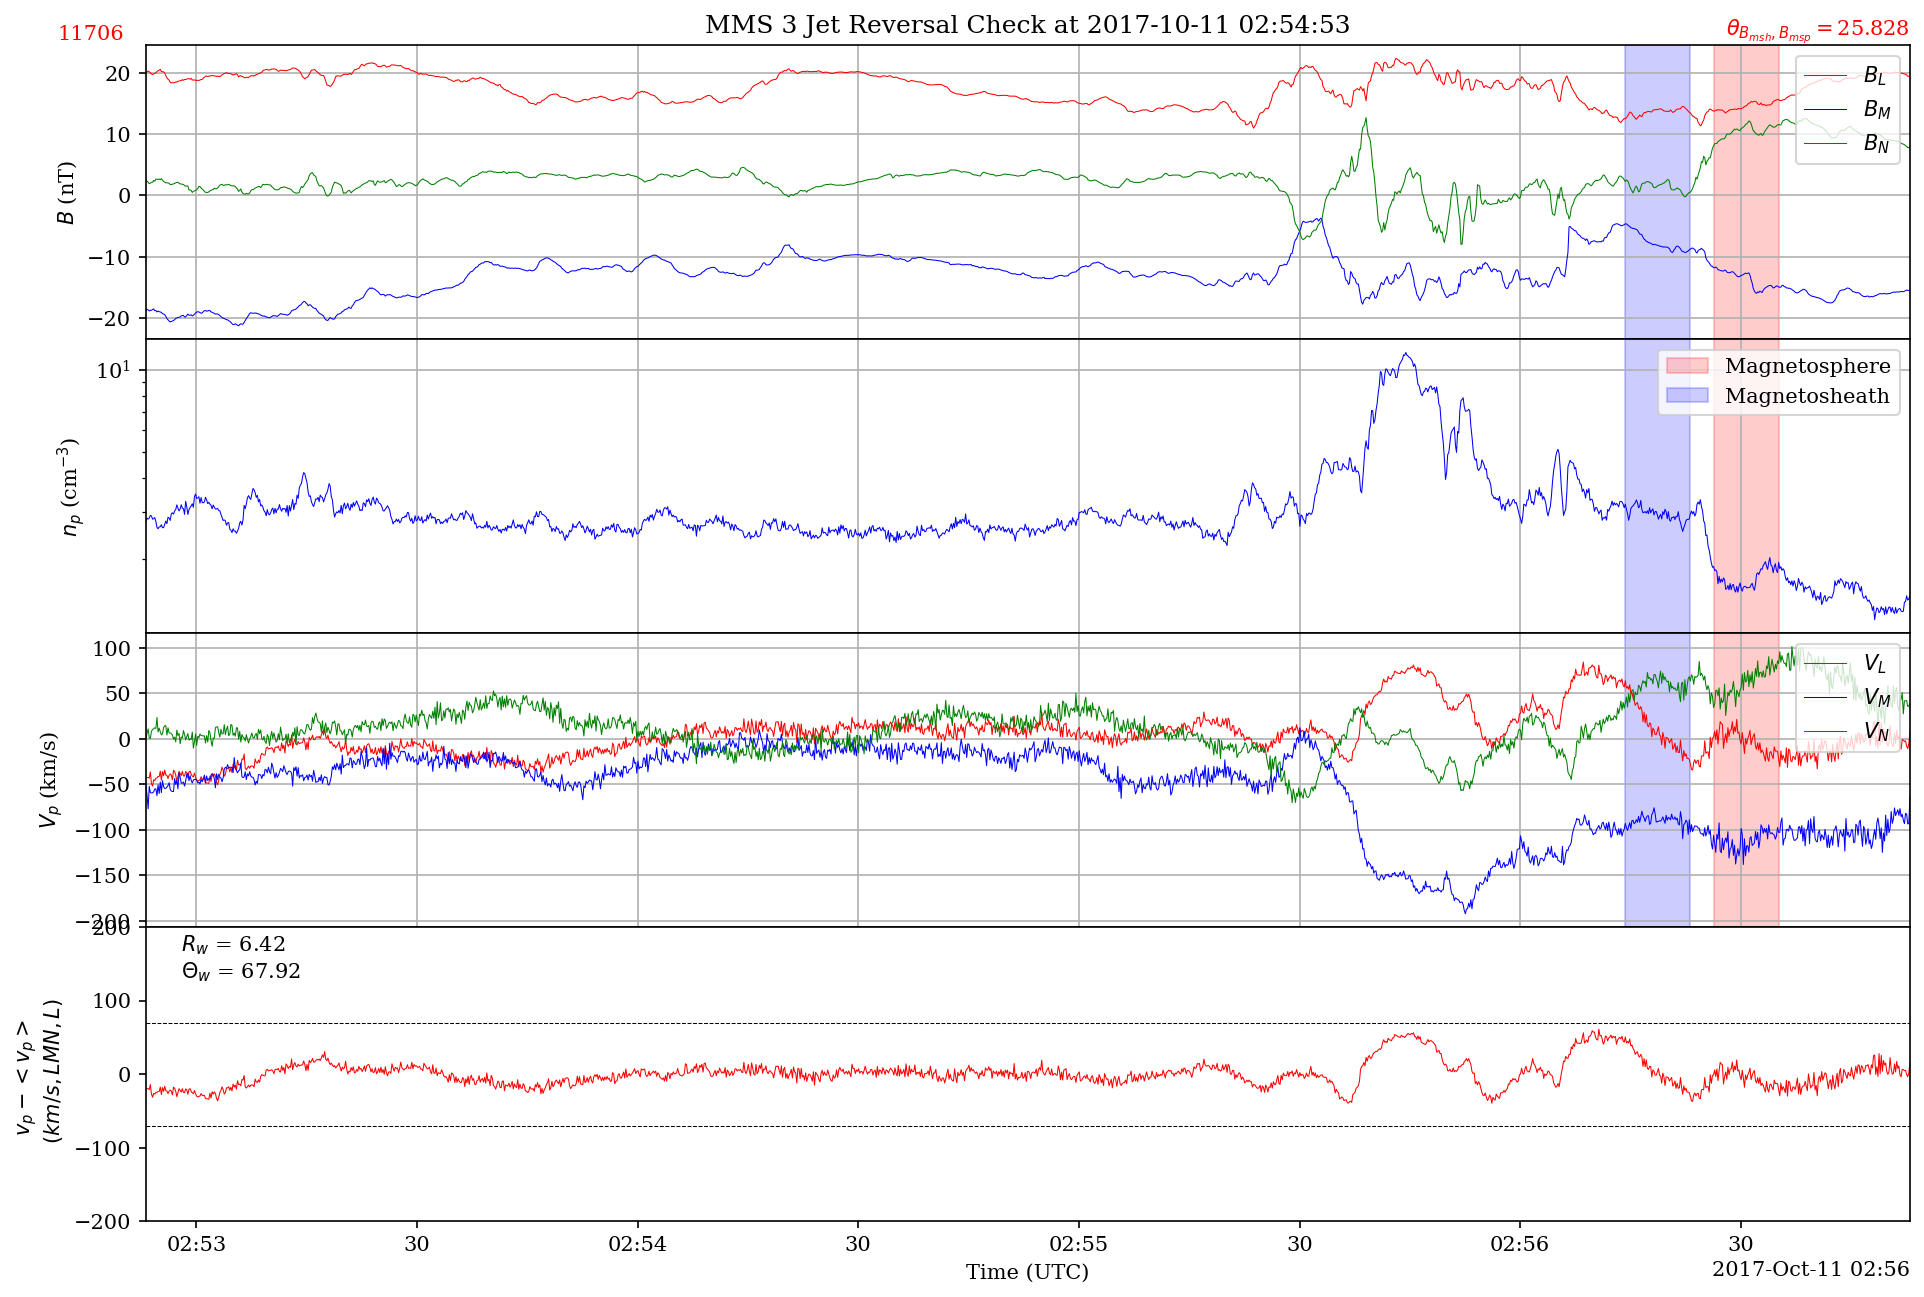 MMS 3 Jet Reversal Check at 2017-10-11 02:54:53
11706
θ_{B_{msh}, B_{msp}} = 25.828
20
10
0
−10
−20
B (nT)
B_L
B_M
B_N
10^1
n_p (cm^{−3})
Magnetosphere
Magnetosheath
100
50
0
−50
−100
−150
−200
V_p (km/s)
V_L
V_M
V_N
200
100
0
−100
−200
v_p − < v_p >
(km/s, LMN, L)
R_w = 6.42
Θ_w = 67.92
02:53 30 02:54 30 02:55 30 02:56 30
Time (UTC)
2017-Oct-11 02:56